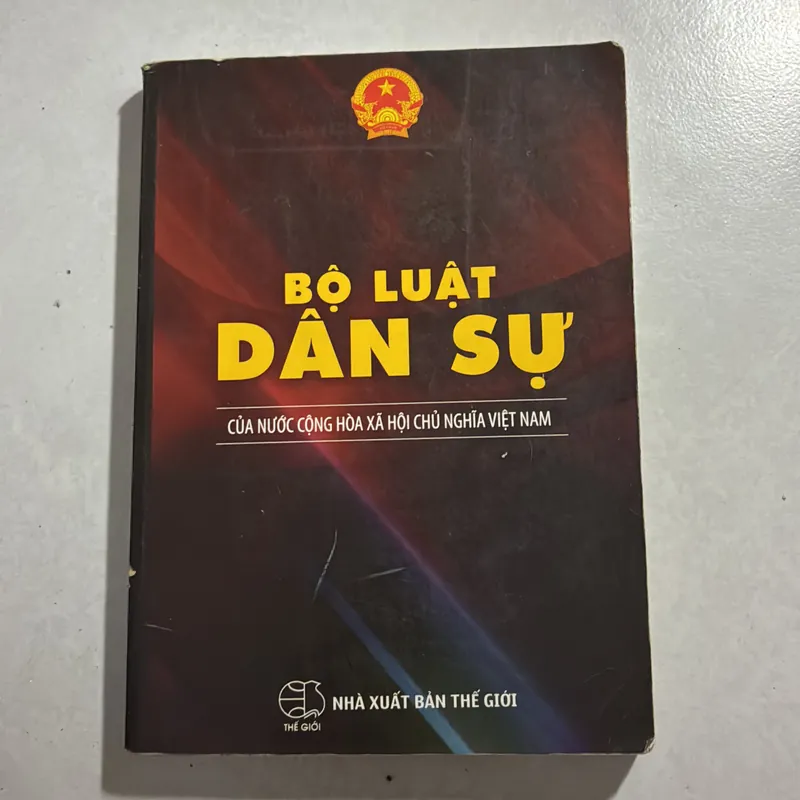 BỘ LUẬT
DÂN SỰ
CỦA NƯỚC CỘNG HÒA XÃ HỘI CHỦ NGHĨA VIỆT NAM
THẾ GIỚI
NHÀ XUẤT BẢN THẾ GIỚI